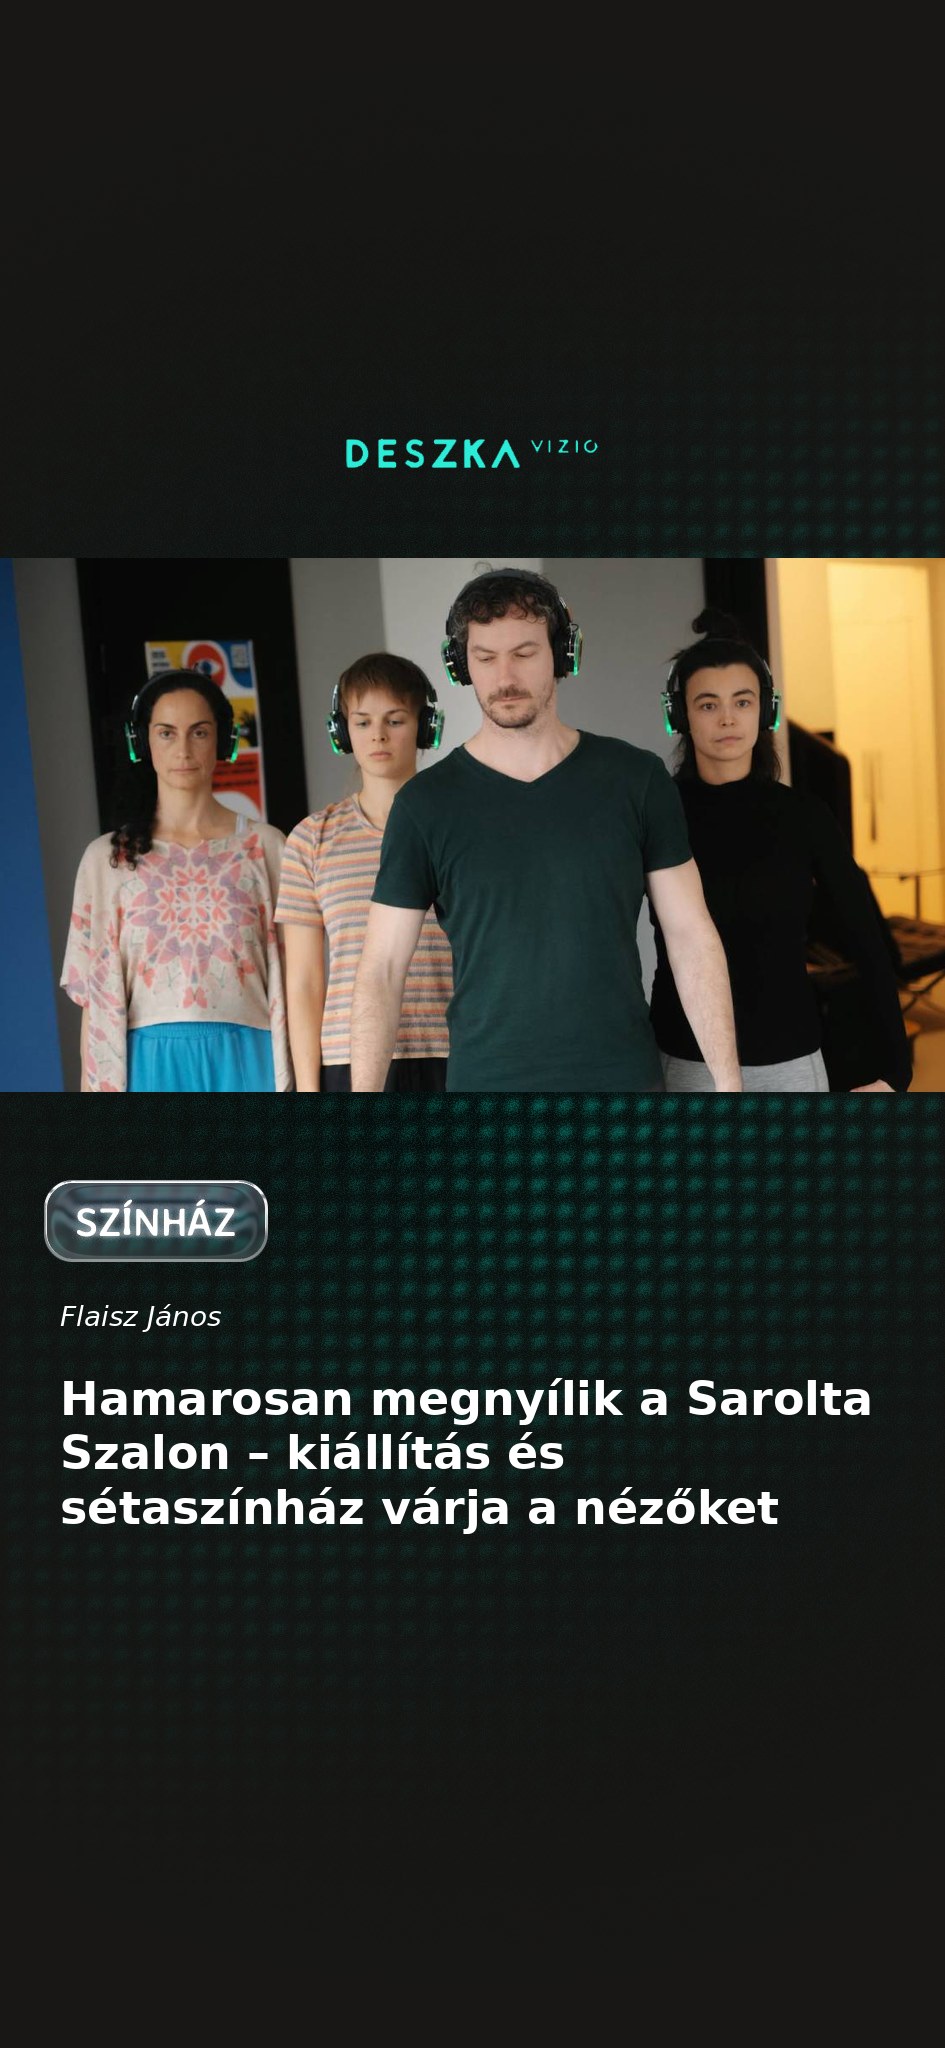 DESZKA VIZIO
SZÍNHÁZ
Flaisz János
Hamarosan megnyílik a Sarolta
Szalon – kiállítás és
sétaszínház várja a nézőket